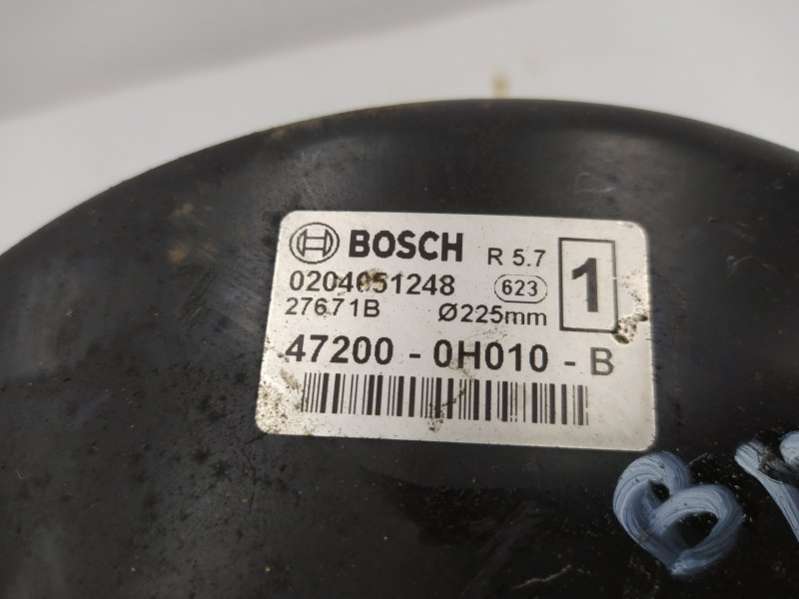 BOSCH R 5.7 1
0204051248 623
27671B Ø225mm
47200 - 0H010 - B